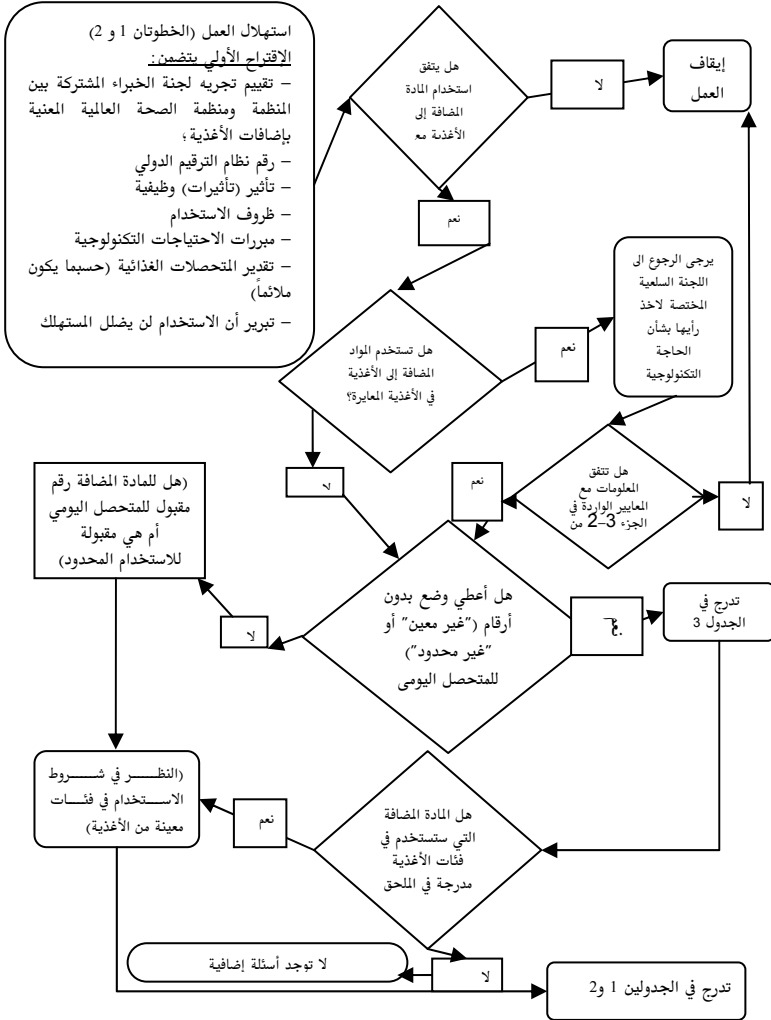 استهلال العمل (الخطوتان 1 و 2)
الاقتراح الأولي يتضمن:
– تقييم تجريه لجنة الخبراء المشتركة بين
المنظمة ومنظمة الصحة العالمية المعنية
بإضافات الأغذية؛
– رقم نظام الترقيم الدولي
– تأثير (تأثيرات) وظيفية
– ظروف الاستخدام
– مبررات الاحتياجات التكنولوجية
– تقدير المتحصلات الغذائية (حسبما يكون
ملائماً)
– تبرير أن الاستخدام لن يضلل المستهلك
هل يتفق
استخدام المادة
المضافة إلى
الأغذية مع
لا
إيقاف
العمل
نعم
هل تستخدم المواد
المضافة إلى الأغذية
في الأغذية المعايرة؟
نعم
يرجى الرجوع الى
اللجنة السلعية
المختصة لاخذ
رأيها بشأن
الحاجة
التكنولوجية
لا
هل تتفق
المعلومات مع
المعايير الواردة في
الجزء 3–2 من
نعم
لا
هل أعطي وضع بدون
أرقام ("غير معين" أو
"غير محدود")
للمتحصل اليومى
نعم
تدرج في
الجدول 3
لا
(هل للمادة المضافة رقم
مقبول للمتحصل اليومي
أم هي مقبولة
للاستخدام المحدود)
هل المادة المضافة
التي ستستخدم في
فئات الأغذية
مدرجة في الملحق
نعم
(النظر في شروط
الاستخدام في فئات
معينة من الأغذية)
لا
لا توجد أسئلة إضافية
تدرج في الجدولين 1 و2